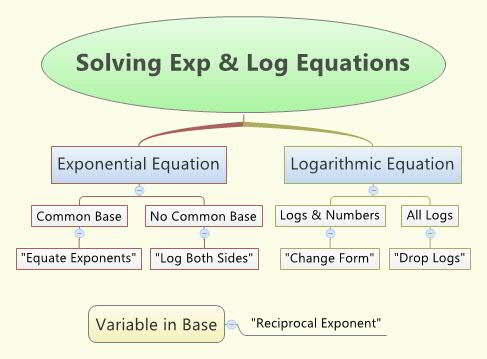 Solving Exp & Log Equations
Exponential Equation
Logarithmic Equation
Common Base
No Common Base
Logs & Numbers
All Logs
"Equate Exponents"
"Log Both Sides"
"Change Form"
"Drop Logs"
Variable in Base
"Reciprocal Exponent"